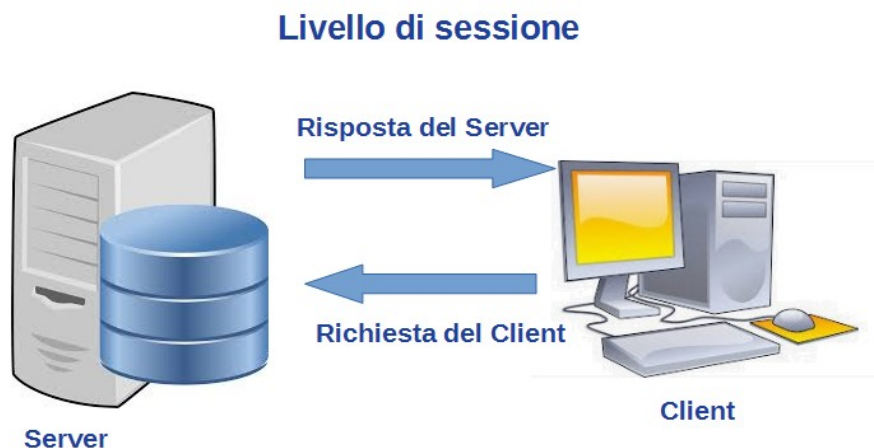 Livello di sessione
Risposta del Server
Richiesta del Client
Client
Server